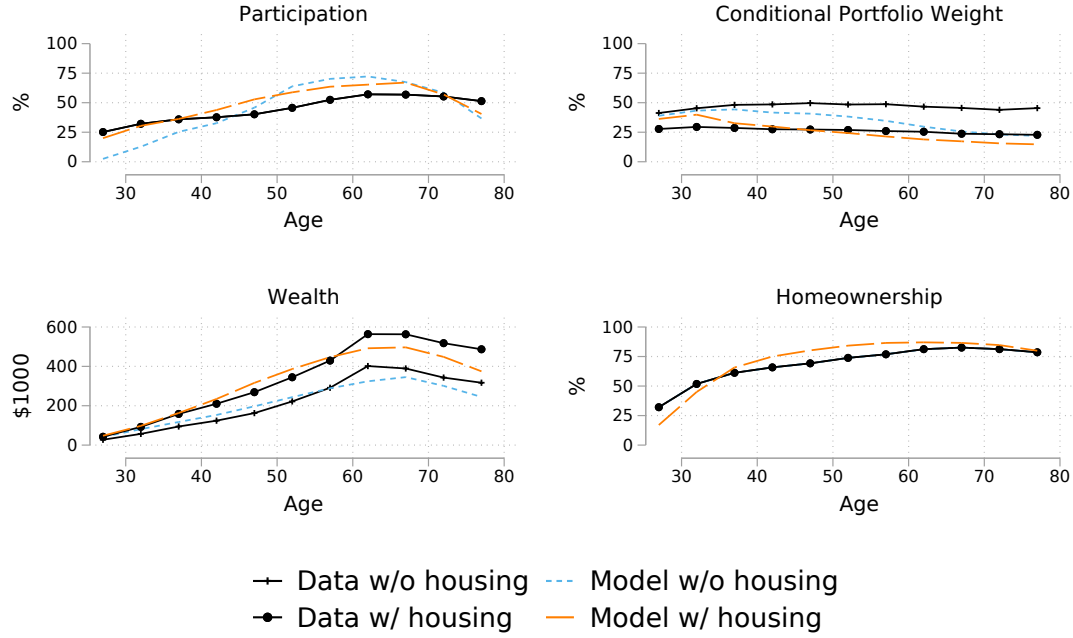 Participation
100
75
50
25
0
%
30 40 50 60 70 80
Age
Conditional Portfolio Weight
100
75
50
25
0
%
30 40 50 60 70 80
Age
Wealth
600
400
200
0
$1000
30 40 50 60 70 80
Age
Homeownership
100
75
50
25
0
%
30 40 50 60 70 80
Age
Data w/o housing Model w/o housing
Data w/ housing Model w/ housing